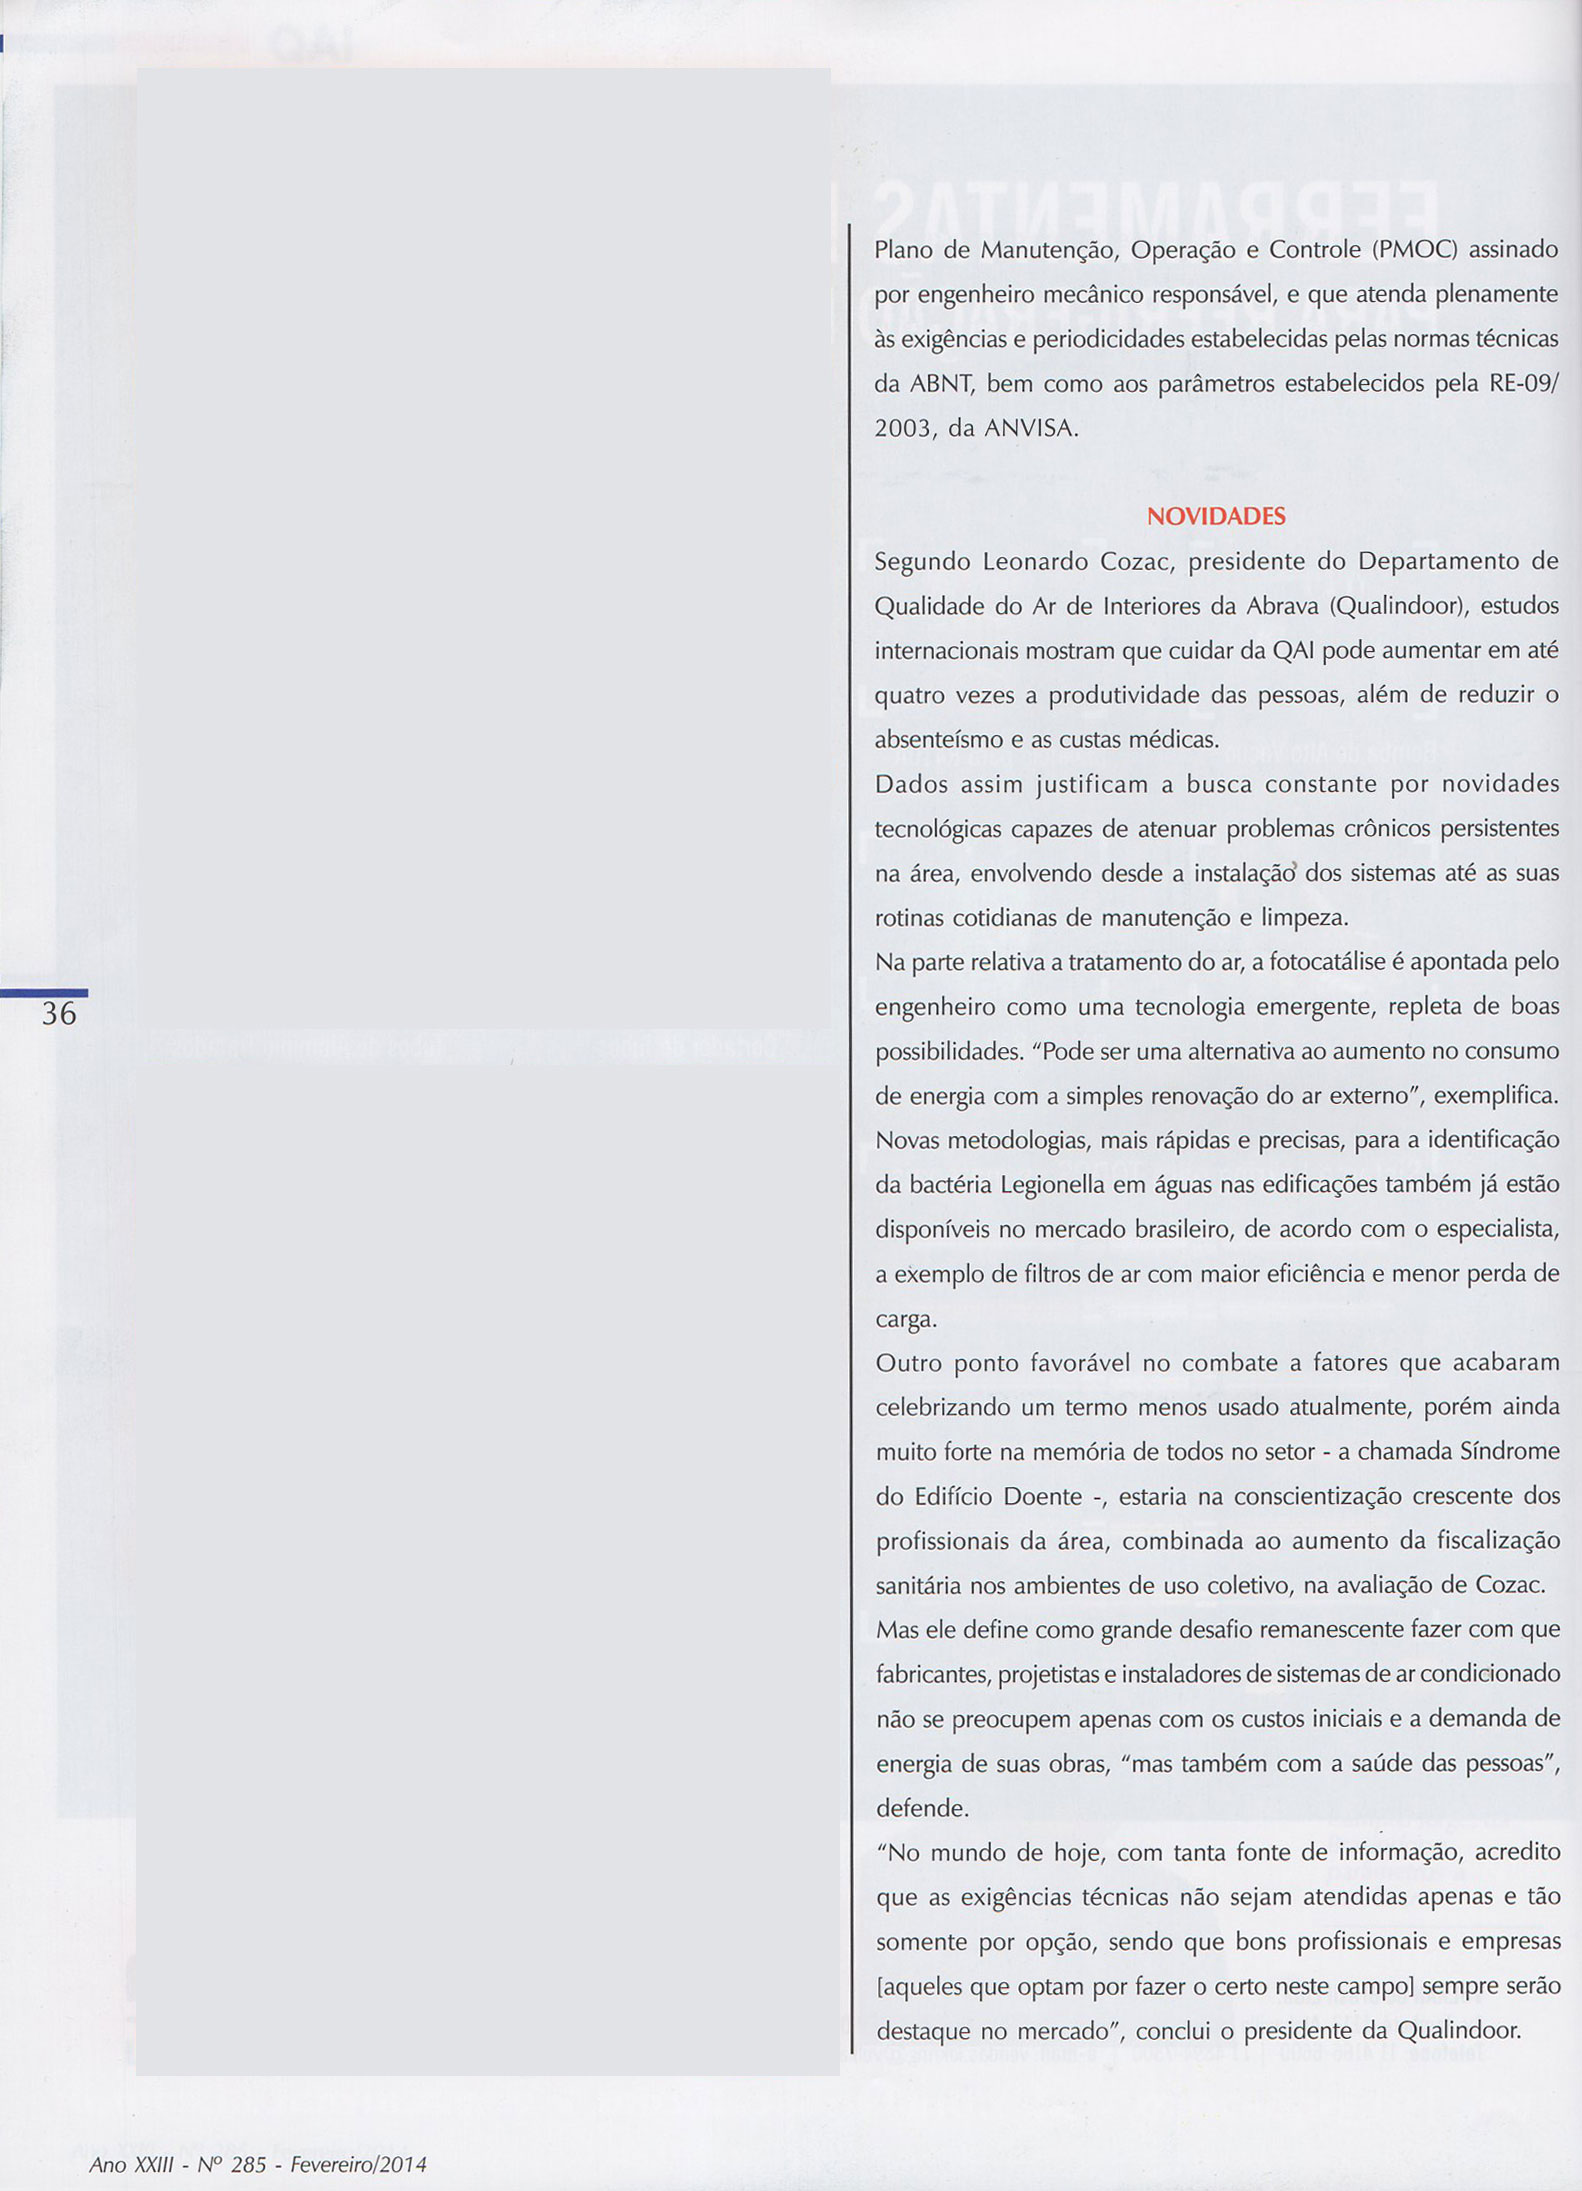 Plano de Manutenção, Operação e Controle (PMOC) assinado
por engenheiro mecânico responsável, e que atenda plenamente
às exigências e periodicidades estabelecidas pelas normas técnicas
da ABNT, bem como aos parâmetros estabelecidos pela RE-09/
2003, da ANVISA.
NOVIDADES
Segundo Leonardo Cozac, presidente do Departamento de
Qualidade do Ar de Interiores da Abrava (Qualindoor), estudos
internacionais mostram que cuidar da QAI pode aumentar em até
quatro vezes a produtividade das pessoas, além de reduzir o
absenteísmo e as custas médicas.
Dados assim justificam a busca constante por novidades
tecnológicas capazes de atenuar problemas crônicos persistentes
na área, envolvendo desde a instalação dos sistemas até as suas
rotinas cotidianas de manutenção e limpeza.
Na parte relativa a tratamento do ar, a fotocatálise é apontada pelo
engenheiro como uma tecnologia emergente, repleta de boas
possibilidades. "Pode ser uma alternativa ao aumento no consumo
de energia com a simples renovação do ar externo", exemplifica.
Novas metodologias, mais rápidas e precisas, para a identificação
da bactéria Legionella em águas nas edificações também já estão
disponíveis no mercado brasileiro, de acordo com o especialista,
a exemplo de filtros de ar com maior eficiência e menor perda de
carga.
Outro ponto favorável no combate a fatores que acabaram
celebrizando um termo menos usado atualmente, porém ainda
muito forte na memória de todos no setor - a chamada Síndrome
do Edifício Doente -, estaria na conscientização crescente dos
profissionais da área, combinada ao aumento da fiscalização
sanitária nos ambientes de uso coletivo, na avaliação de Cozac.
Mas ele define como grande desafio remanescente fazer com que
fabricantes, projetistas e instaladores de sistemas de ar condicionado
não se preocupem apenas com os custos iniciais e a demanda de
energia de suas obras, "mas também com a saúde das pessoas",
defende.
"No mundo de hoje, com tanta fonte de informação, acredito
que as exigências técnicas não sejam atendidas apenas e tão
somente por opção, sendo que bons profissionais e empresas
[aqueles que optam por fazer o certo neste campo] sempre serão
destaque no mercado", conclui o presidente da Qualindoor.
36
Ano XXIII - Nº 285 - Fevereiro/2014